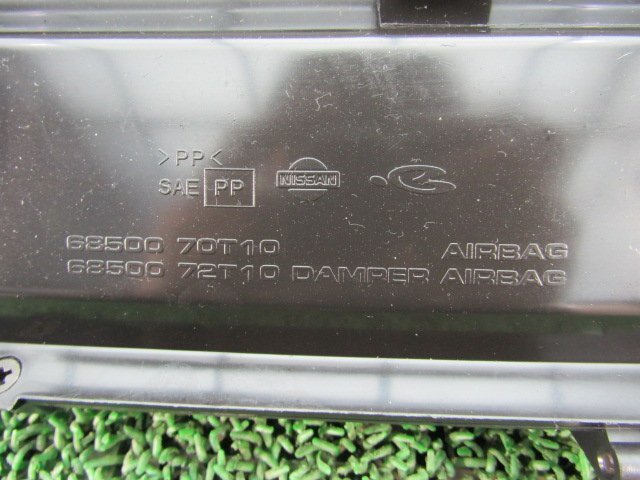 >PP<
SAE PP NISSAN
68500 70T10 AIRBAG
68500 72T10 DAMPER AIRBAG